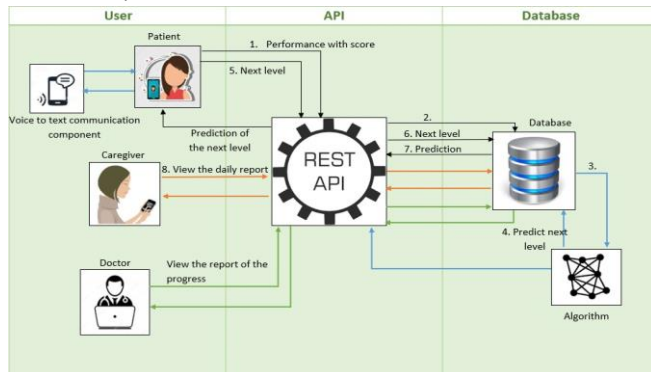 User
API
Database
Patient
1. Performance with score
5. Next level
2.
Database
6. Next level
7. Prediction
3.
Voice to text communication
component
Prediction of
the next level
REST
API
Caregiver
8. View the daily report
4. Predict next
level
Doctor
View the report of the
progress
Algorithm